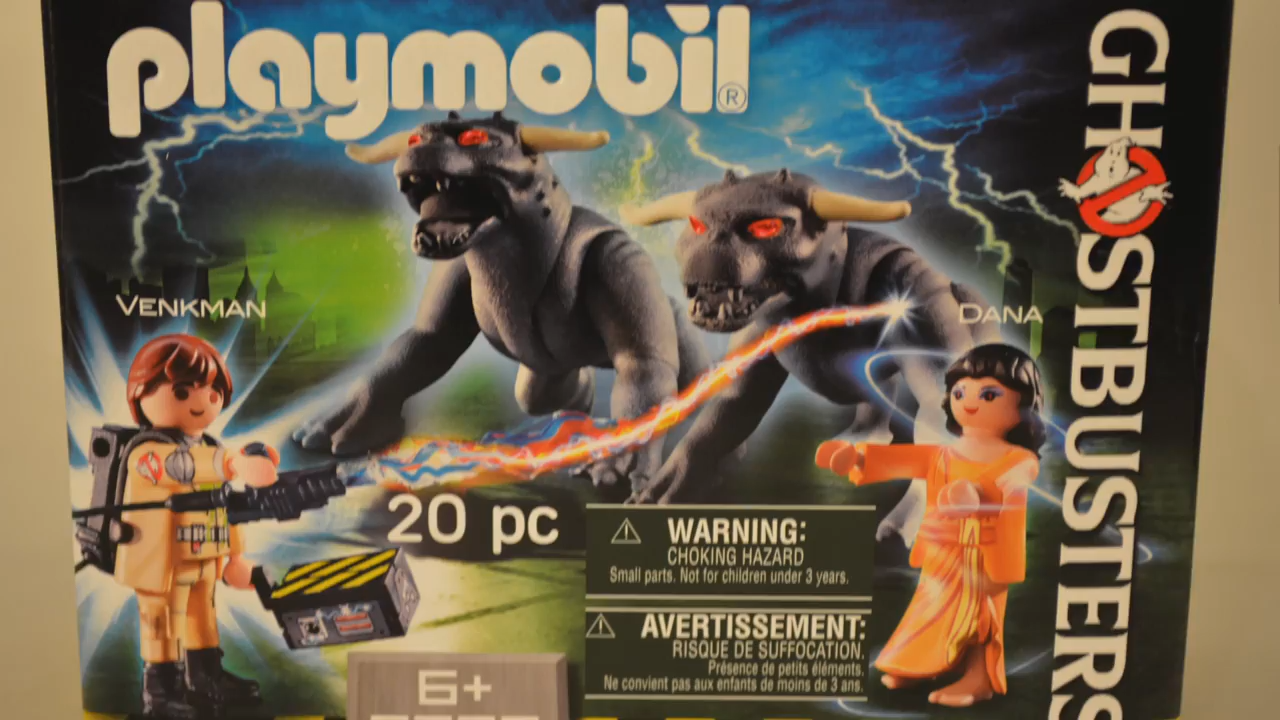 playmobil®
GHOSTBUSTERS
VENKMAN
DANA
20 pc
WARNING:
CHOKING HAZARD
Small parts. Not for children under 3 years.
AVERTISSEMENT:
RISQUE DE SUFFOCATION.
Présence de petits éléments.
Ne convient pas aux enfants de moins de 3 ans.
6+